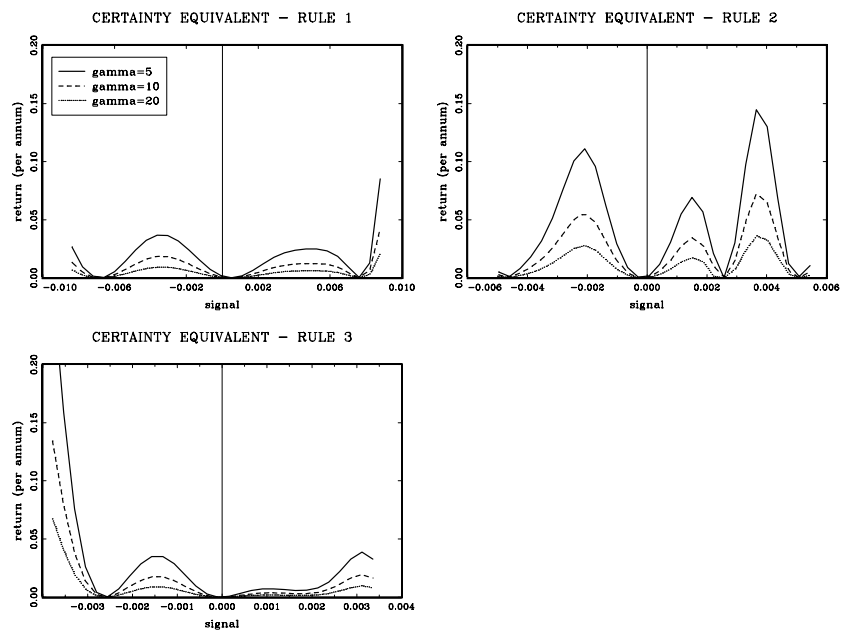 CERTAINTY EQUIVALENT – RULE 1
0.20
0.15
0.10
0.05
0.00
return (per annum)
gamma=5
gamma=10
gamma=20
−0.010 −0.006 −0.002 0.002 0.006 0.010
signal
CERTAINTY EQUIVALENT – RULE 2
0.20
0.15
0.10
0.05
0.00
return (per annum)
−0.006 −0.004 −0.002 0.000 0.002 0.004 0.006
signal
CERTAINTY EQUIVALENT – RULE 3
0.20
0.15
0.10
0.05
0.00
return (per annum)
−0.003 −0.002 −0.001 0.000 0.001 0.002 0.003 0.004
signal